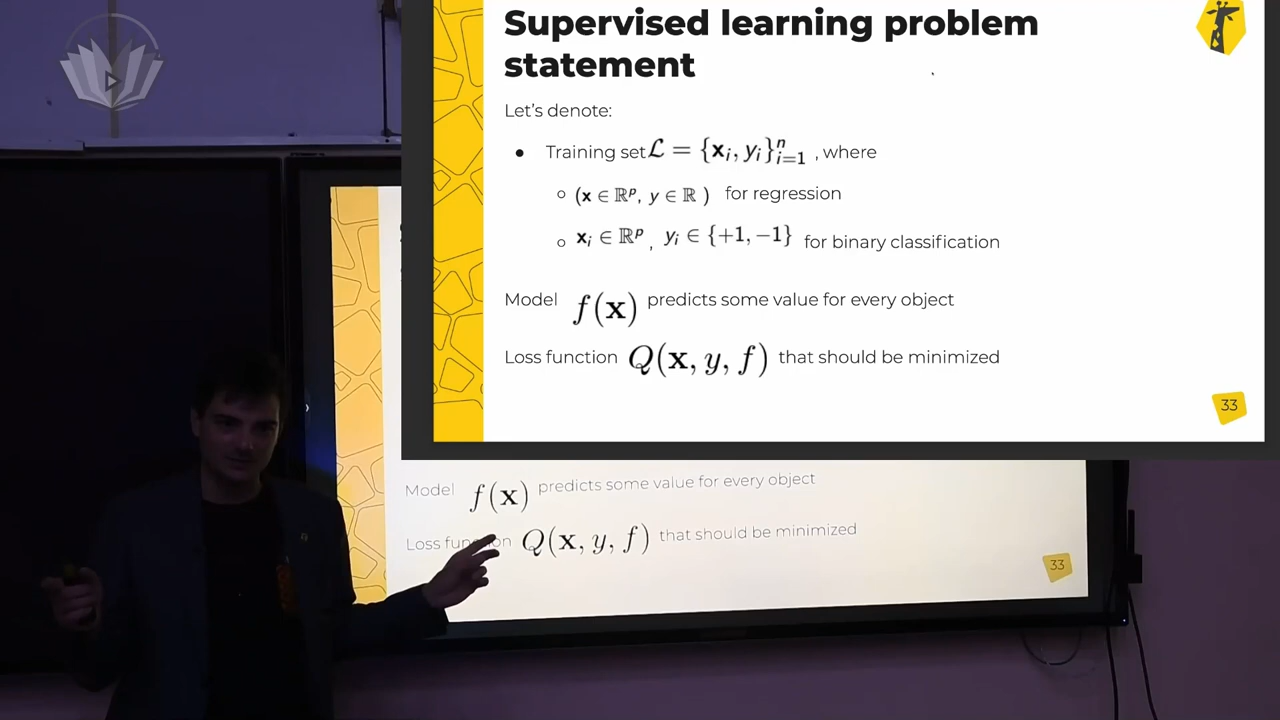 Supervised learning problem
statement
Let's denote:
● Training set ℒ = {𝐱ᵢ, yᵢ}ⁿᵢ₌₁ , where
○ (𝐱 ∈ ℝᵖ, y ∈ ℝ ) for regression
○ 𝐱ᵢ ∈ ℝᵖ , yᵢ ∈ {+1, −1} for binary classification
Model f(𝐱) predicts some value for every object
Loss function Q(𝐱, y, f) that should be minimized
33
Model f(𝐱) predicts some value for every object
Loss function Q(𝐱, y, f) that should be minimized
33